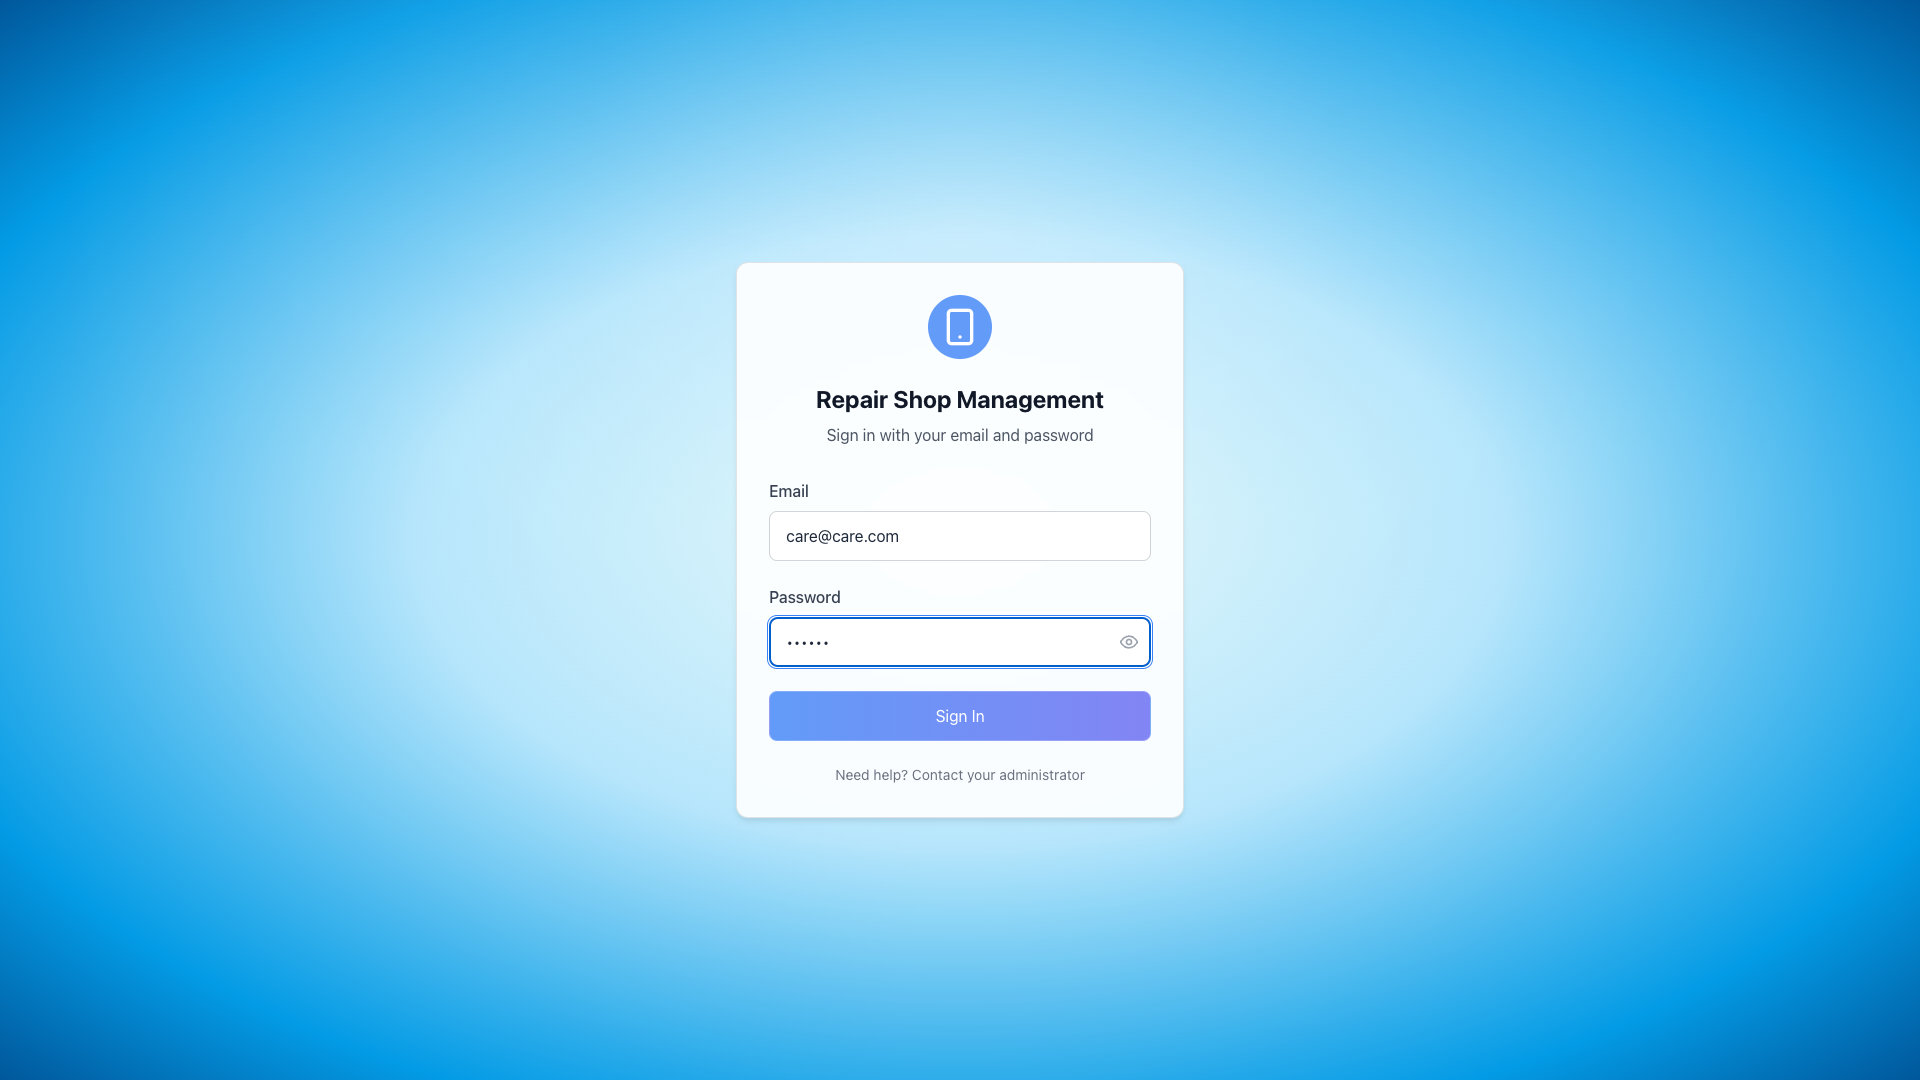 Repair Shop Management
Sign in with your email and password
Email
care@care.com
Password
••••••
Sign In
Need help? Contact your administrator